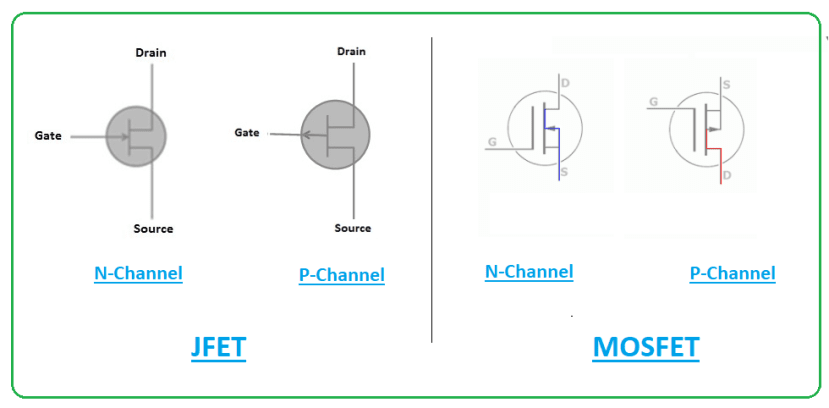 Drain
Drain
Gate
Gate
Source
Source
N-Channel
P-Channel
JFET
D
G
S
S
G
D
N-Channel
P-Channel
MOSFET